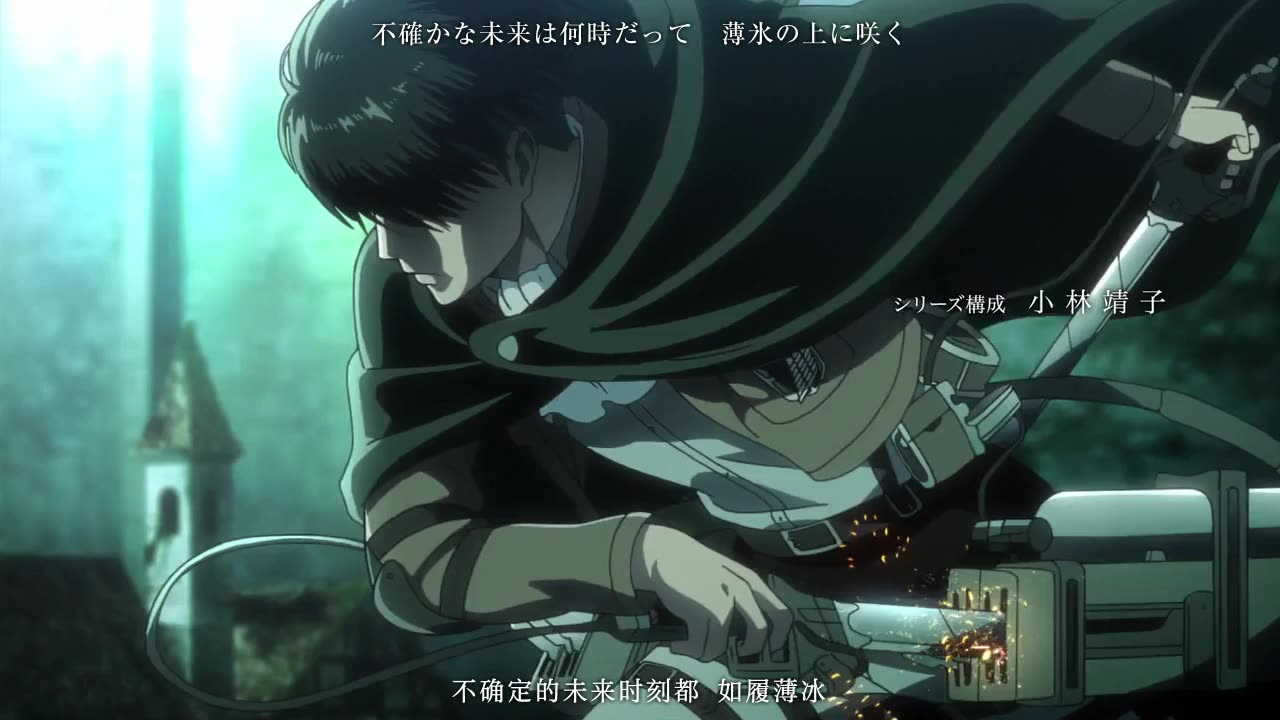 不確かな未来は何時だって　薄氷の上に咲く
シリーズ構成　小林靖子
不确定的未来时刻都 如履薄冰